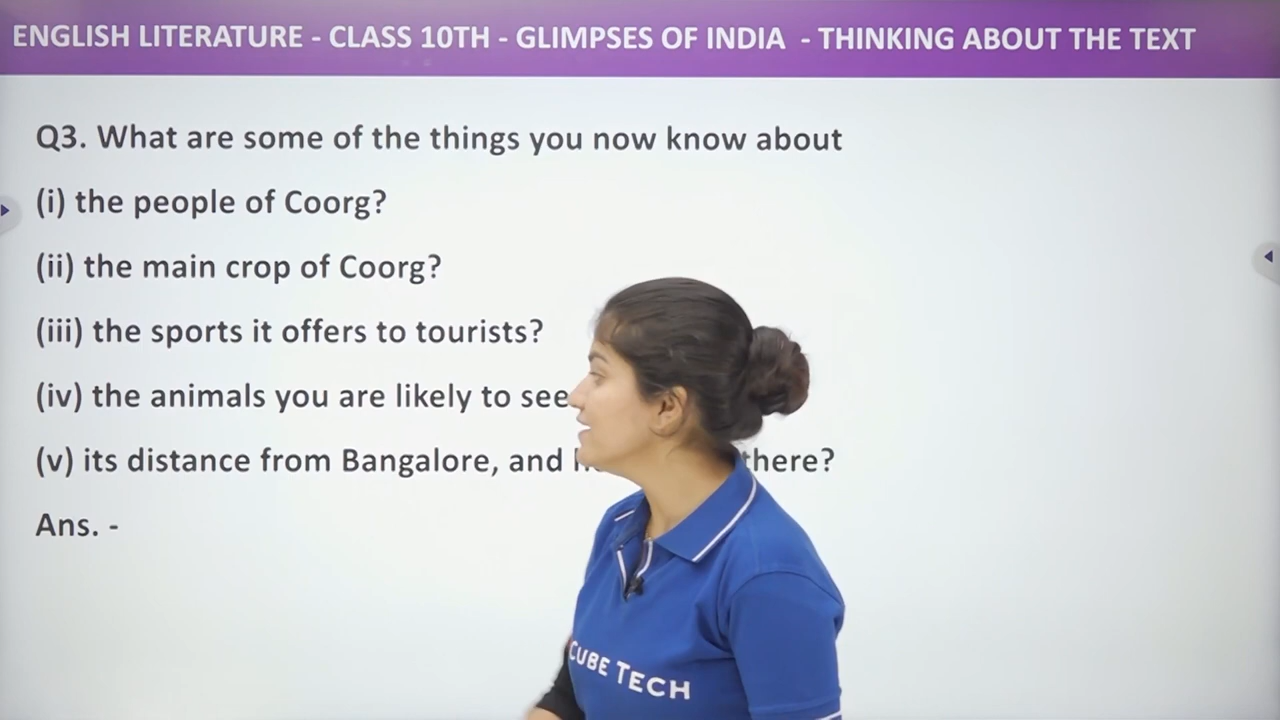 ENGLISH LITERATURE - CLASS 10TH - GLIMPSES OF INDIA - THINKING ABOUT THE TEXT
Q3. What are some of the things you now know about
(i) the people of Coorg?
(ii) the main crop of Coorg?
(iii) the sports it offers to tourists?
(iv) the animals you are likely to see
(v) its distance from Bangalore, and there?
Ans. -
CUBE TECH